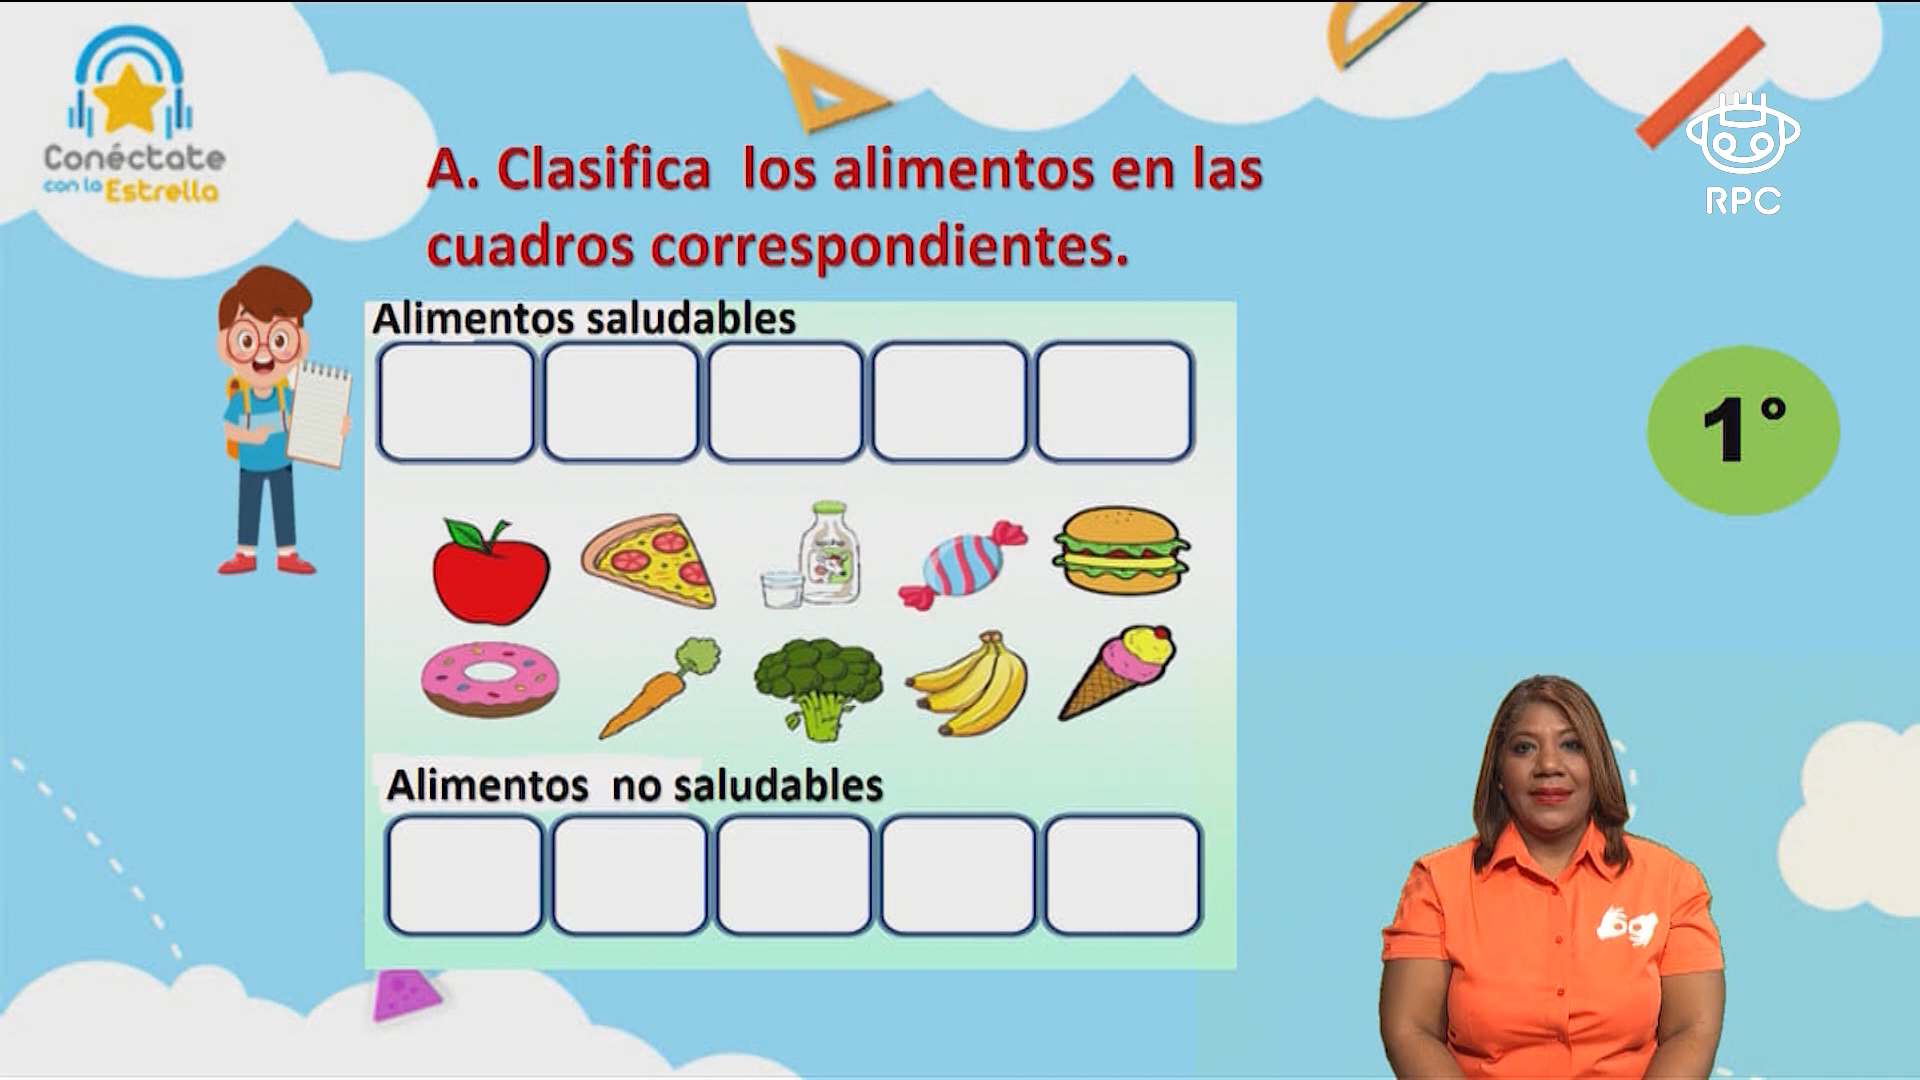 Conéctate
con la Estrella
A. Clasifica los alimentos en las
cuadros correspondientes.
RPC
Alimentos saludables
1°
Alimentos no saludables